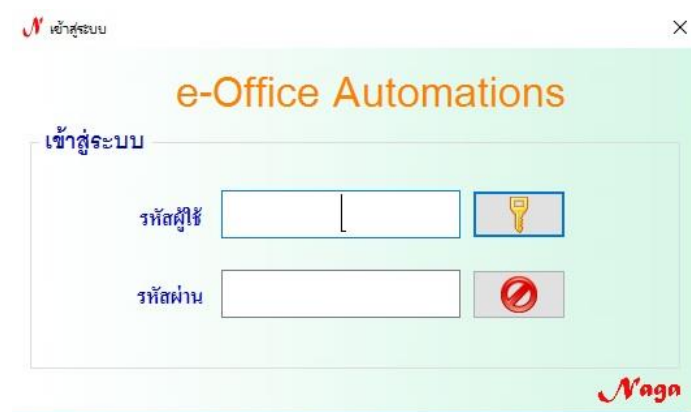 N เข้าสู่ระบบ
e-Office Automations
เข้าสู่ระบบ
รหัสผู้ใช้
รหัสผ่าน
Naga